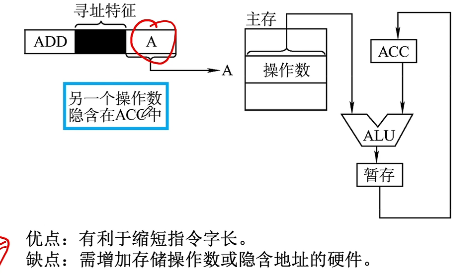 寻址特征
ADD
A
A
另一个操作数
隐含在ACC中
主存
操作数
ACC
ALU
暂存
优点：有利于缩短指令字长。
缺点：需增加存储操作数或隐含地址的硬件。